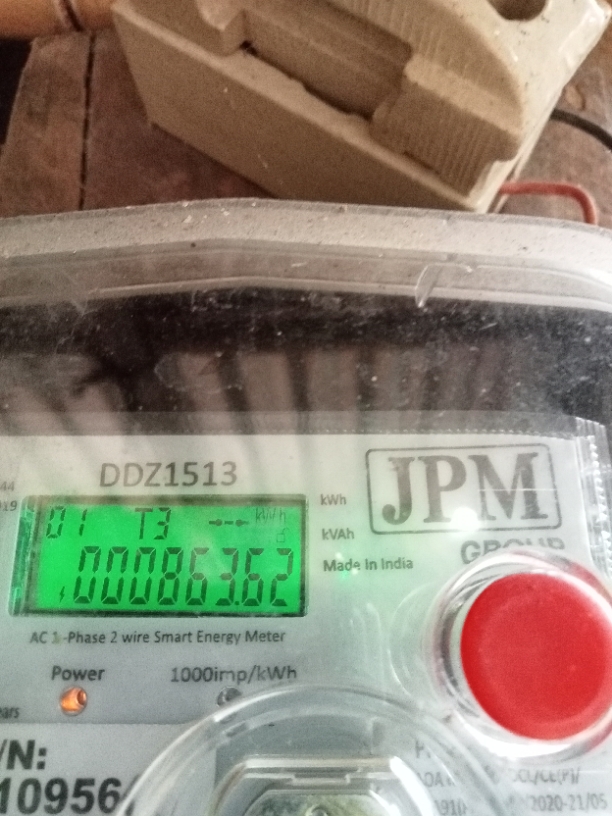 DDZ1513
JPM
GROUP
01 T3 kWh
000863.62
kWh
kVAh
Made In India
AC 1-Phase 2 wire Smart Energy Meter
Power
1000imp/kWh
ears
/N:
10956
2020-21/05